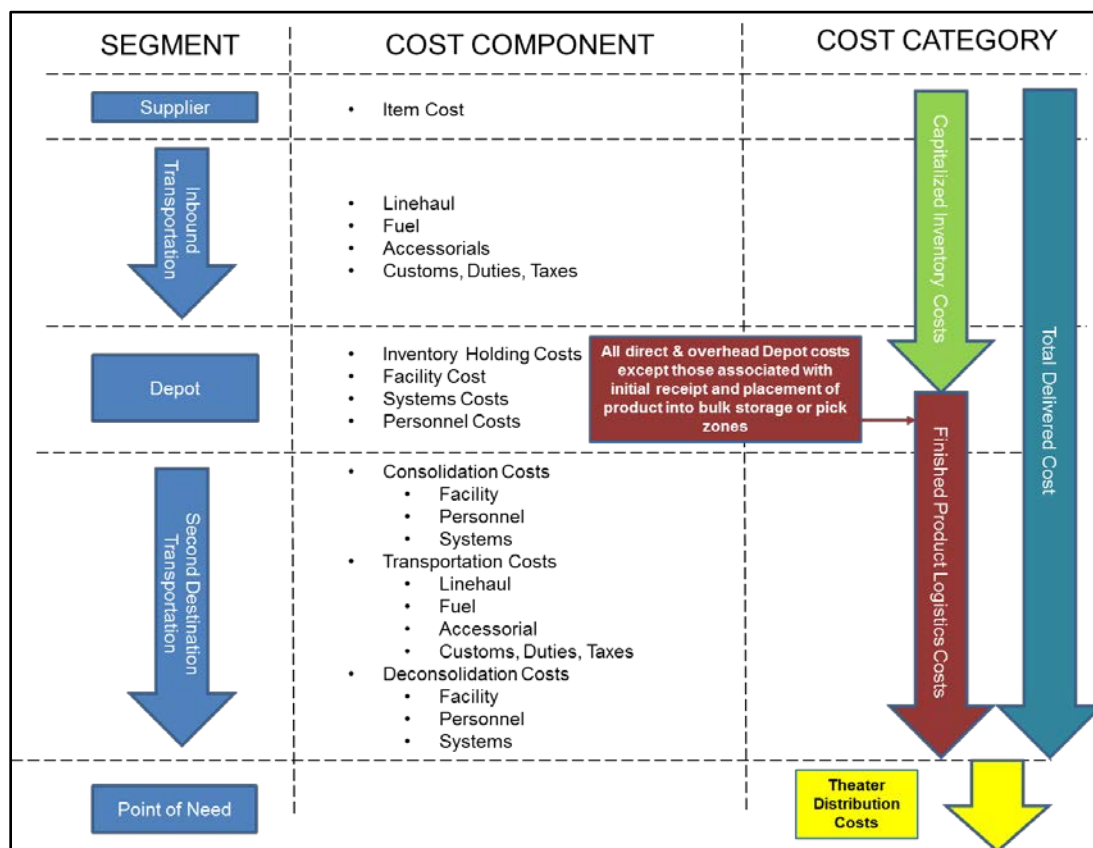 SEGMENT
COST COMPONENT
COST CATEGORY
Supplier
• Item Cost
Inbound
Transportation
• Linehaul
• Fuel
• Accessorials
• Customs, Duties, Taxes
Capitalized Inventory Costs
Total Delivered Cost
Depot
• Inventory Holding Costs
• Facility Cost
• Systems Costs
• Personnel Costs
All direct & overhead Depot costs
except those associated with
initial receipt and placement of
product into bulk storage or pick
zones
Finished Product Logistics Costs
Second Destination
Transportation
• Consolidation Costs
• Facility
• Personnel
• Systems
• Transportation Costs
• Linehaul
• Fuel
• Accessorial
• Customs, Duties, Taxes
• Deconsolidation Costs
• Facility
• Personnel
• Systems
Point of Need
Theater
Distribution
Costs